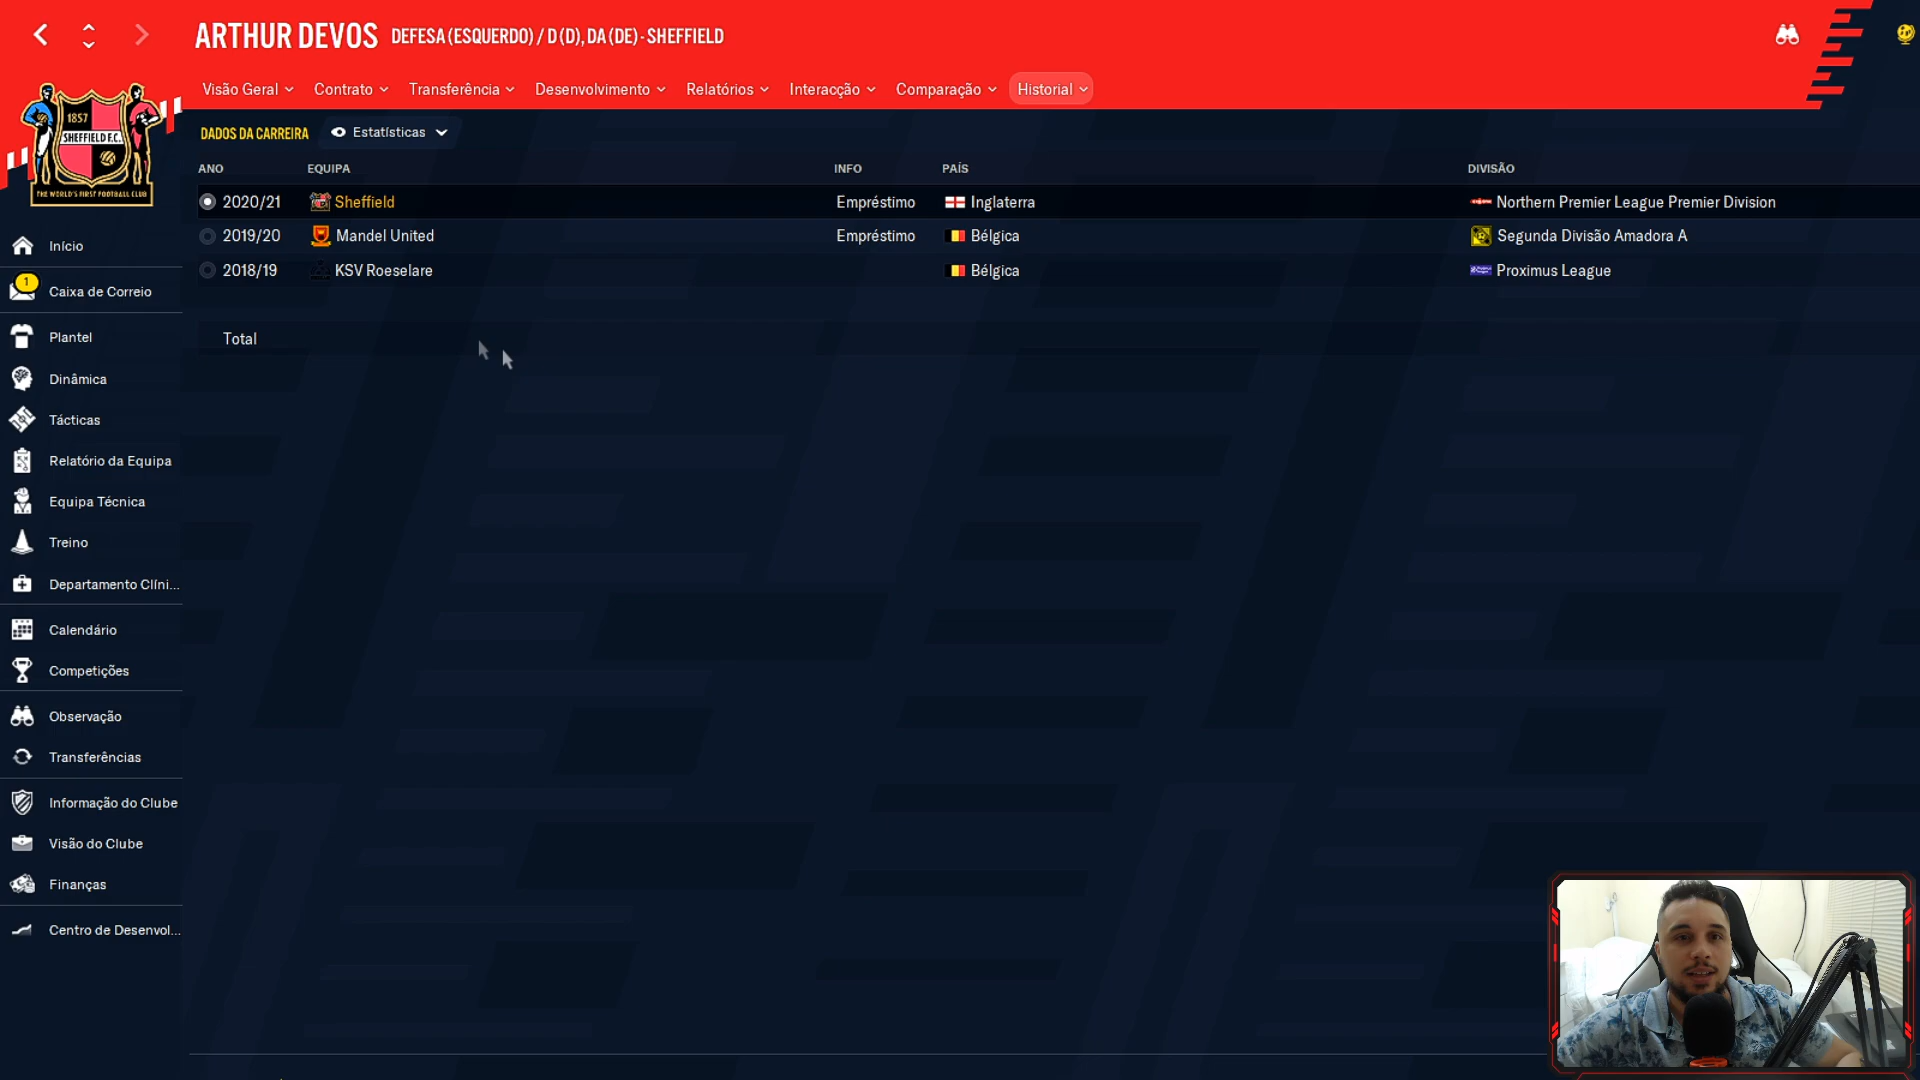 ARTHUR DEVOS DEFESA (ESQUERDO) / D (D), DA (DE) - SHEFFIELD
Visão Geral Contrato Transferência Desenvolvimento Relatórios Interacção Comparação Historial
1857
SHEFFIELD F.C.
THE WORLD'S FIRST FOOTBALL CLUB
DADOS DA CARREIRA Estatísticas
ANO EQUIPA INFO PAÍS DIVISÃO
2020/21 Sheffield Empréstimo Inglaterra Northern Premier League Premier Division
2019/20 Mandel United Empréstimo Bélgica Segunda Divisão Amadora A
2018/19 KSV Roeselare Bélgica Proximus League
Total
Início
1
Caixa de Correio
Plantel
Dinâmica
Tácticas
Relatório da Equipa
Equipa Técnica
Treino
Departamento Clíni...
Calendário
Competições
Observação
Transferências
Informação do Clube
Visão do Clube
Finanças
Centro de Desenvol...